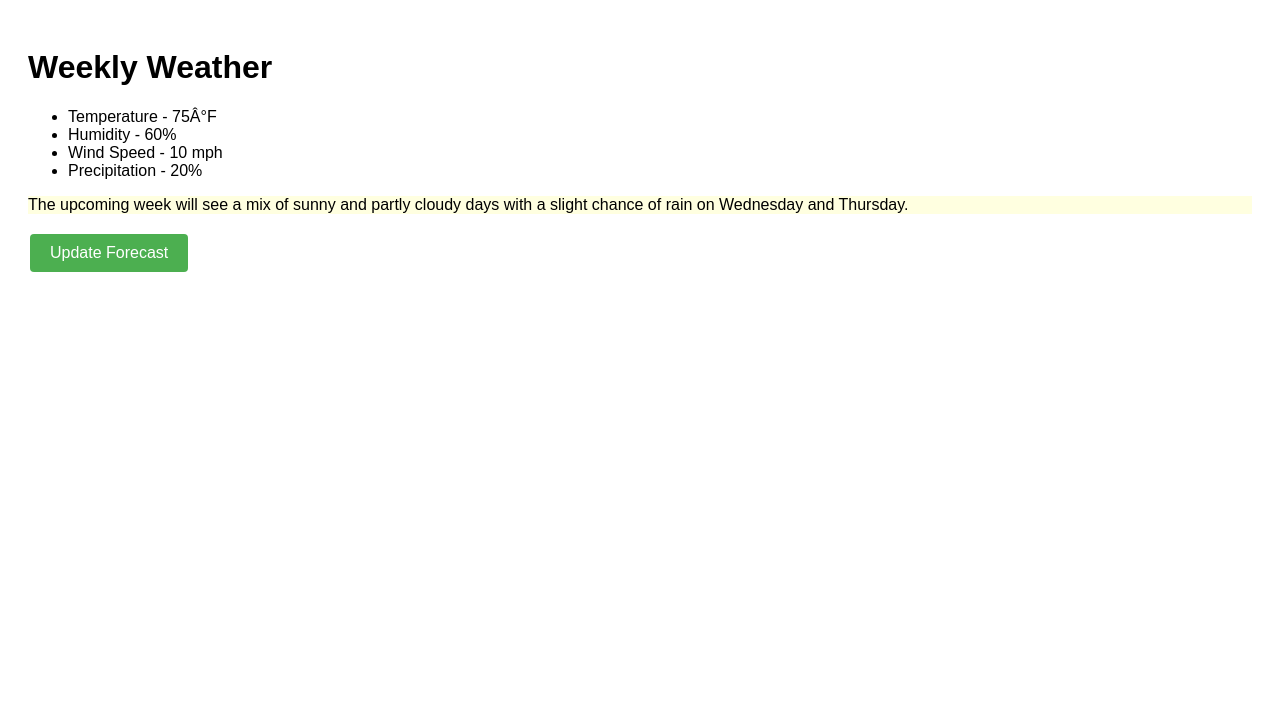 Weekly Weather
Temperature - 75Â°F
Humidity - 60%
Wind Speed - 10 mph
Precipitation - 20%
The upcoming week will see a mix of sunny and partly cloudy days with a slight chance of rain on Wednesday and Thursday.
Update Forecast